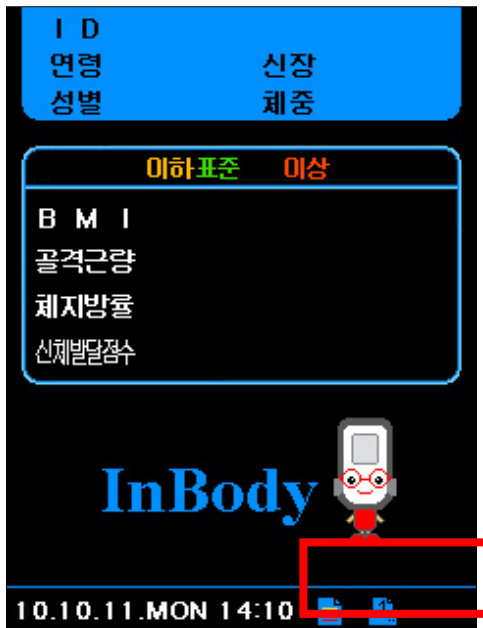 I D
연령 신장
성별 체중
이하 표준 이상
B M I
골격근량
체지방률
신체발달점수
InBody
10.10.11.MON 14:10